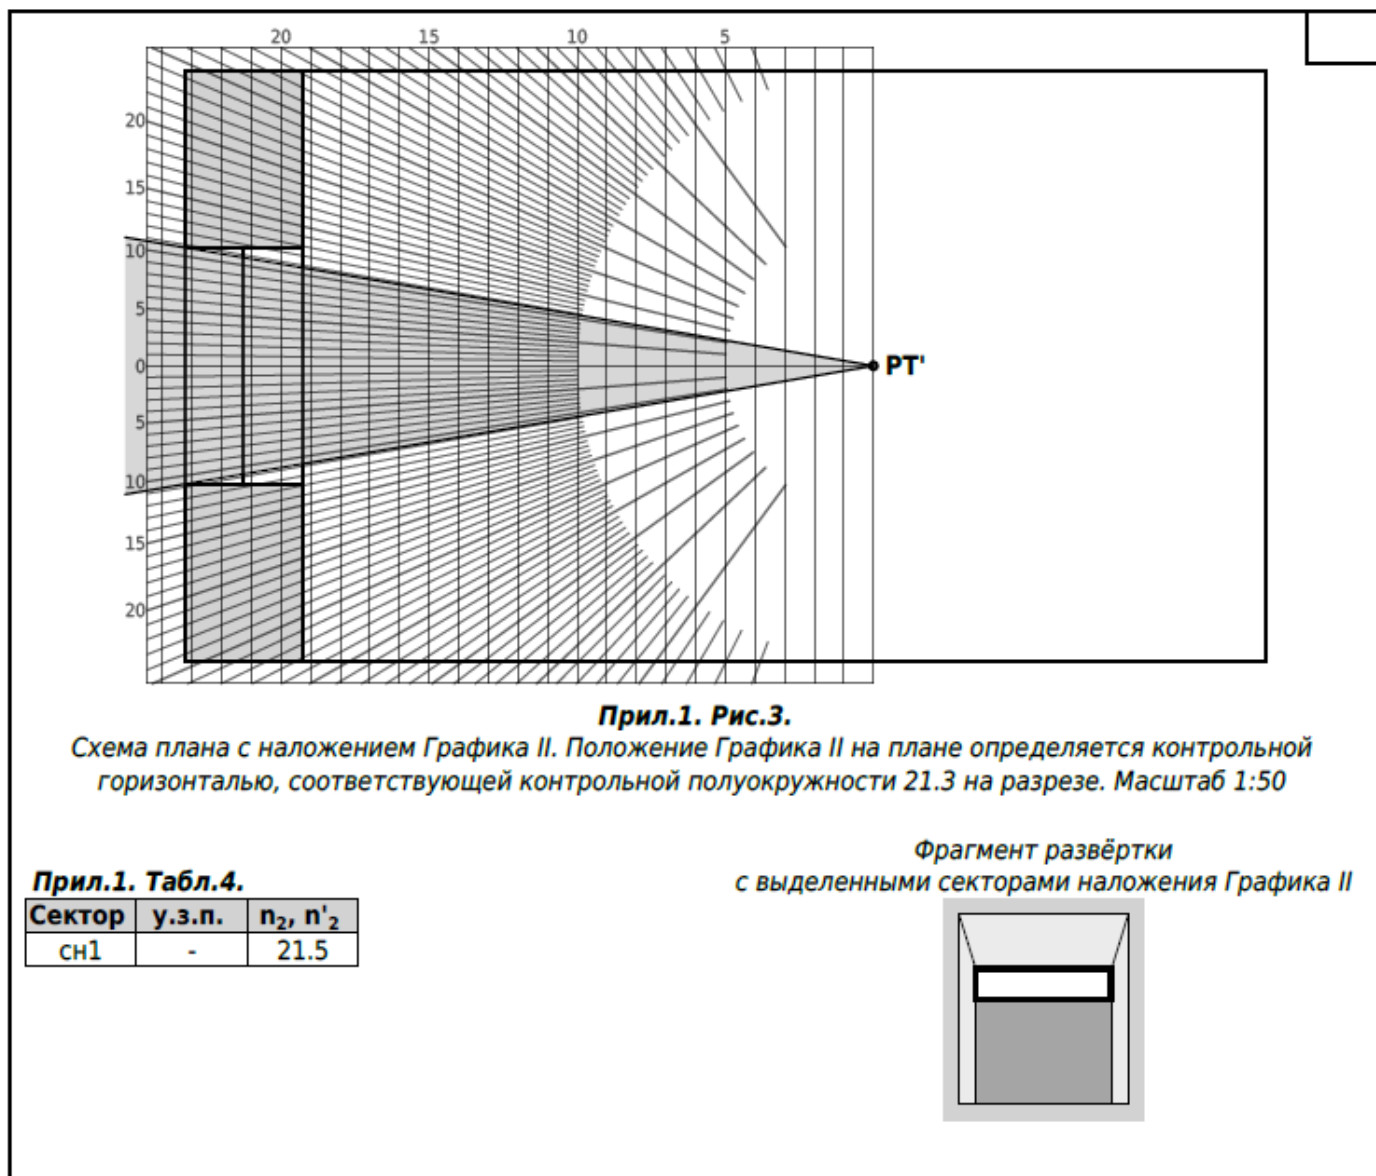 20 15 10 5
20
15
10
5
0
5
10
15
20
PT'
Прил.1. Рис.3.
Схема плана с наложением Графика II. Положение Графика II на плане определяется контрольной
горизонталью, соответствующей контрольной полуокружности 21.3 на разрезе. Масштаб 1:50
Прил.1. Табл.4.
Сектор у.з.п. n₂, n'₂
сн1 - 21.5
Фрагмент развёртки
с выделенными секторами наложения Графика II